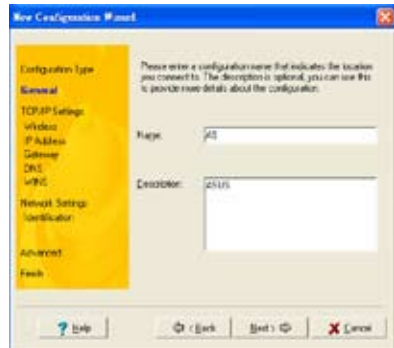 New Configuration Wizard
Configuration Type
General
TCP/IP Settings
Wireless
IP Address
Gateway
DNS
WINS
Network Settings
Identification
Advanced
Finish
Please enter a configuration name that indicates the location
you connect to. The description is optional, you can use this
to provide more details about the configuration.
Name:
Description:
ASUS
Help
< Back
Next >
Cancel